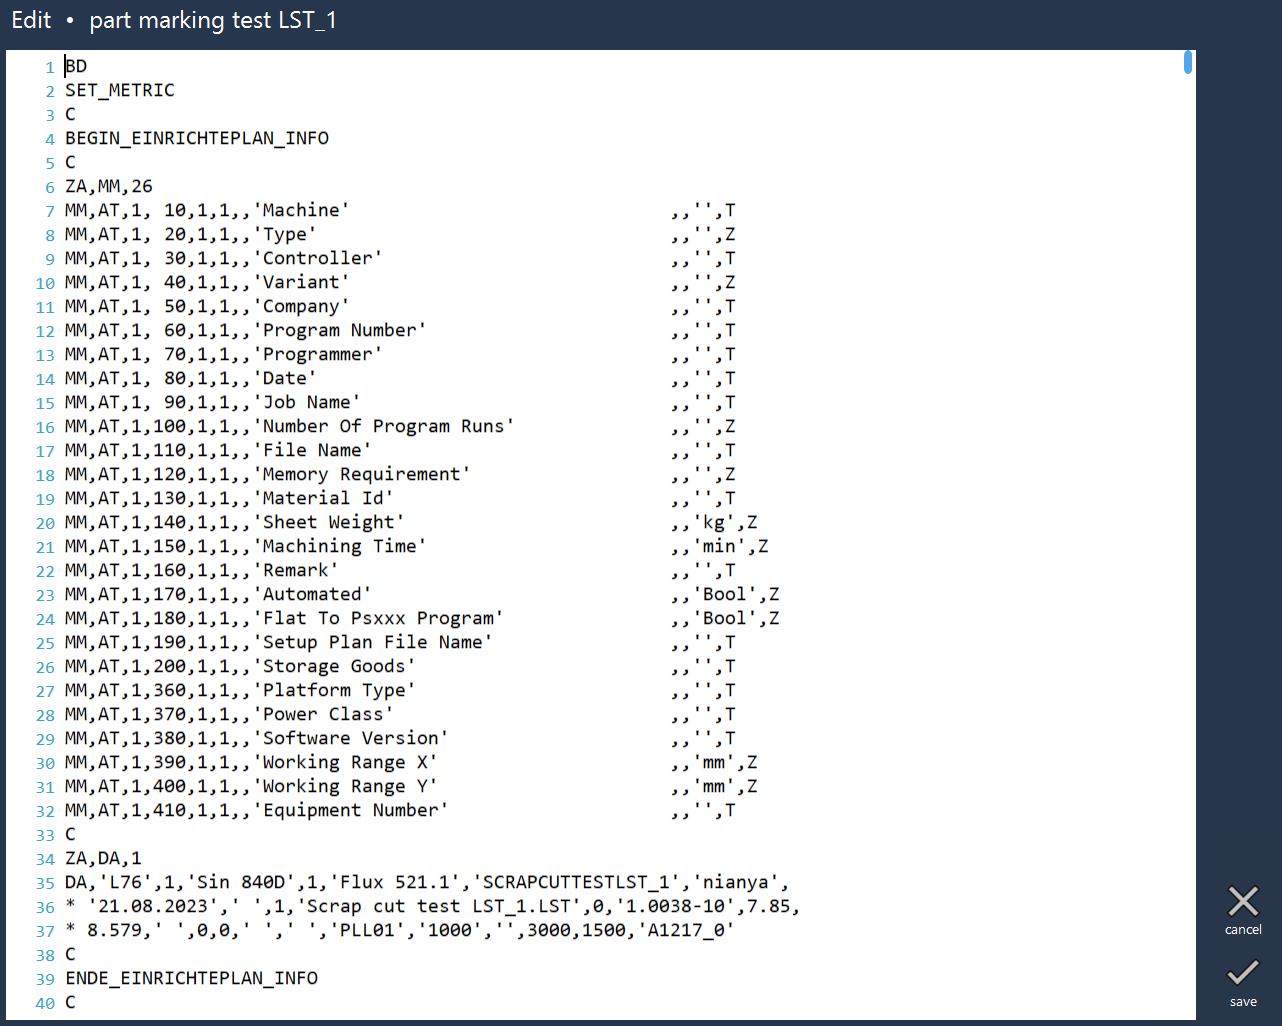 Edit • part marking test LST_1
1 BD
2 SET_METRIC
3 C
4 BEGIN_EINRICHTEPLAN_INFO
5 C
6 ZA,MM,26
7 MM,AT,1, 10,1,1,,'Machine' ,,'',T
8 MM,AT,1, 20,1,1,,'Type' ,,'',Z
9 MM,AT,1, 30,1,1,,'Controller' ,,'',T
10 MM,AT,1, 40,1,1,,'Variant' ,,'',Z
11 MM,AT,1, 50,1,1,,'Company' ,,'',T
12 MM,AT,1, 60,1,1,,'Program Number' ,,'',T
13 MM,AT,1, 70,1,1,,'Programmer' ,,'',T
14 MM,AT,1, 80,1,1,,'Date' ,,'',T
15 MM,AT,1, 90,1,1,,'Job Name' ,,'',T
16 MM,AT,1,100,1,1,,'Number Of Program Runs' ,,'',Z
17 MM,AT,1,110,1,1,,'File Name' ,,'',T
18 MM,AT,1,120,1,1,,'Memory Requirement' ,,'',Z
19 MM,AT,1,130,1,1,,'Material Id' ,,'',T
20 MM,AT,1,140,1,1,,'Sheet Weight' ,,'kg',Z
21 MM,AT,1,150,1,1,,'Machining Time' ,,'min',Z
22 MM,AT,1,160,1,1,,'Remark' ,,'',T
23 MM,AT,1,170,1,1,,'Automated' ,,'Bool',Z
24 MM,AT,1,180,1,1,,'Flat To Psxxx Program' ,,'Bool',Z
25 MM,AT,1,190,1,1,,'Setup Plan File Name' ,,'',T
26 MM,AT,1,200,1,1,,'Storage Goods' ,,'',T
27 MM,AT,1,360,1,1,,'Platform Type' ,,'',T
28 MM,AT,1,370,1,1,,'Power Class' ,,'',T
29 MM,AT,1,380,1,1,,'Software Version' ,,'',T
30 MM,AT,1,390,1,1,,'Working Range X' ,,'mm',Z
31 MM,AT,1,400,1,1,,'Working Range Y' ,,'mm',Z
32 MM,AT,1,410,1,1,,'Equipment Number' ,,'',T
33 C
34 ZA,DA,1
35 DA,'L76',1,'Sin 840D',1,'Flux 521.1','SCRAPCUTTESTLST_1','nianya',
36 * '21.08.2023',' ',1,'Scrap cut test LST_1.LST',0,'1.0038-10',7.85,
37 * 8.579,' ',0,0,' ',' ','PLL01','1000','',3000,1500,'A1217_0'
38 C
39 ENDE_EINRICHTEPLAN_INFO
40 C
cancel
save